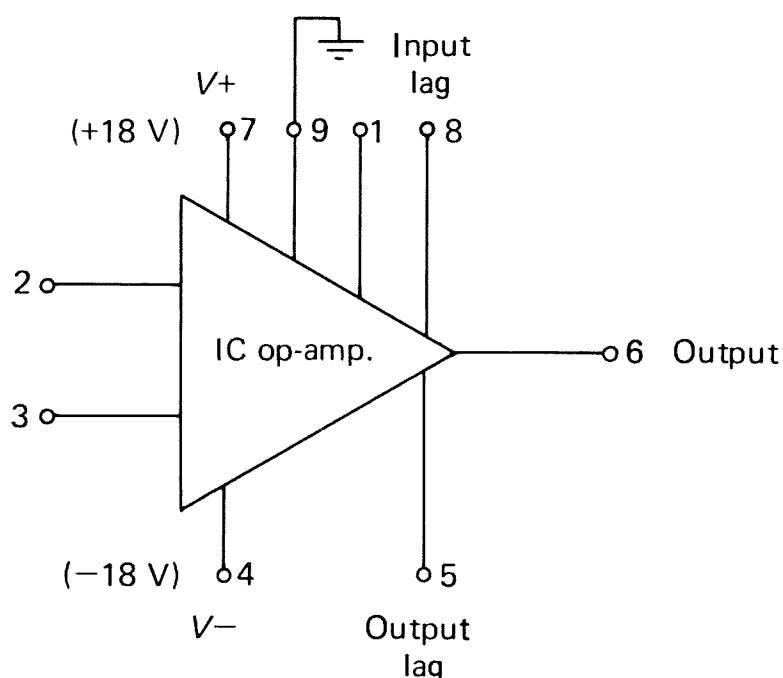 Input
lag
V+
(+18 V) 7 9 1 8
2
IC op-amp.
6 Output
3
(−18 V) 4 5
V−
Output
lag